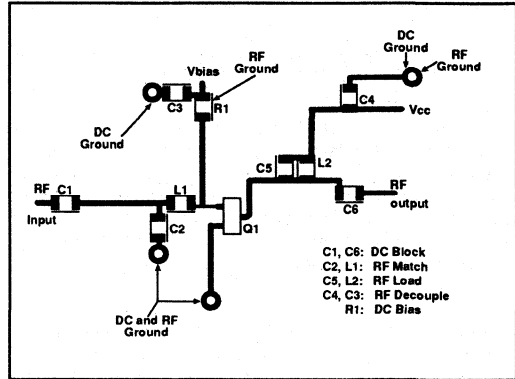 DC
Ground
RF
Ground
RF
Ground
Vbias
C3
R1
C4
DC
Ground
Vcc
C5
L2
RF
Input
C1
L1
C6
RF
output
C2
Q1
DC and RF
Ground
C1, C6: DC Block
C2, L1: RF Match
C5, L2: RF Load
C4, C3: RF Decouple
R1: DC Bias